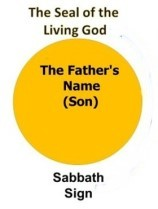 The Seal of the
Living God
The Father's
Name
(Son)
Sabbath
Sign